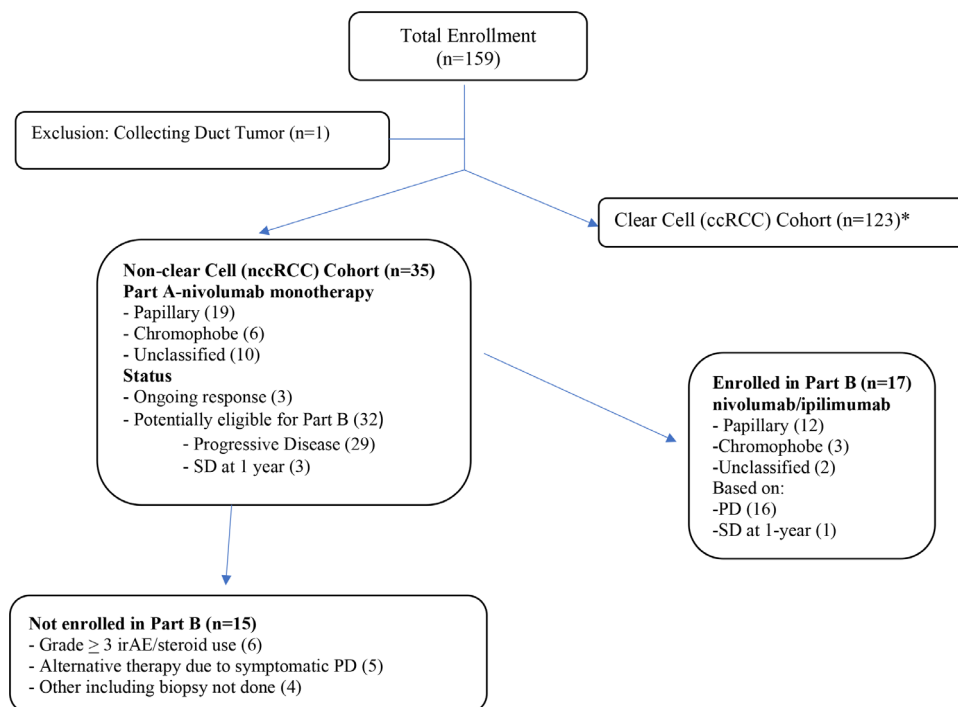 Total Enrollment
(n=159)
Exclusion: Collecting Duct Tumor (n=1)
Clear Cell (ccRCC) Cohort (n=123)*
Non-clear Cell (nccRCC) Cohort (n=35)
Part A-nivolumab monotherapy
- Papillary (19)
- Chromophobe (6)
- Unclassified (10)
Status
- Ongoing response (3)
- Potentially eligible for Part B (32)
- Progressive Disease (29)
- SD at 1 year (3)
Enrolled in Part B (n=17)
nivolumab/ipilimumab
- Papillary (12)
-Chromophobe (3)
-Unclassified (2)
Based on:
-PD (16)
-SD at 1-year (1)
Not enrolled in Part B (n=15)
- Grade ≥ 3 irAE/steroid use (6)
- Alternative therapy due to symptomatic PD (5)
- Other including biopsy not done (4)